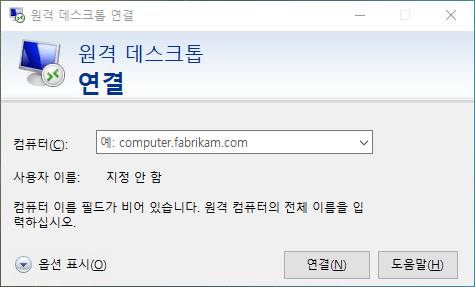 원격 데스크톱 연결
원격 데스크톱
연결
컴퓨터(C):
예: computer.fabrikam.com
사용자 이름: 지정 안 함
컴퓨터 이름 필드가 비어 있습니다. 원격 컴퓨터의 전체 이름을 입
력하십시오.
옵션 표시(O)
연결(N)
도움말(H)